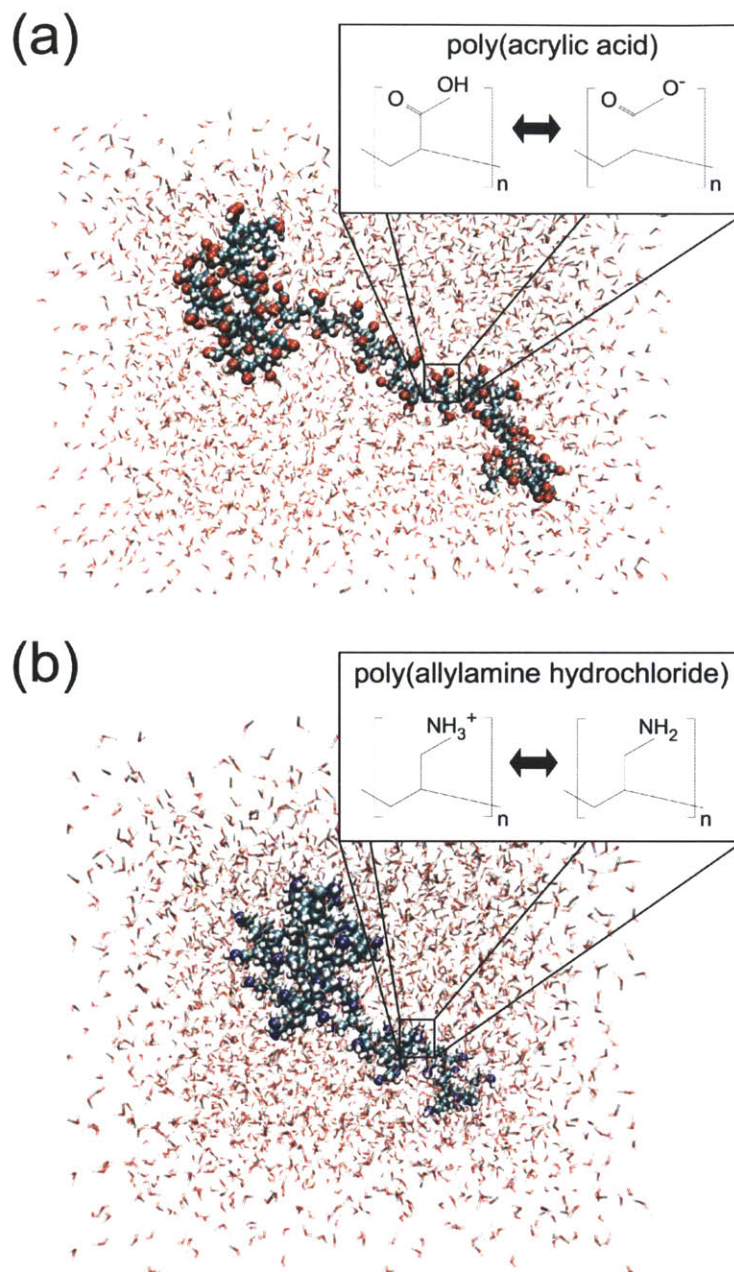 (a)
poly(acrylic acid)
O OH O O-
n n
(b)
poly(allylamine hydrochloride)
NH3+ NH2
n n